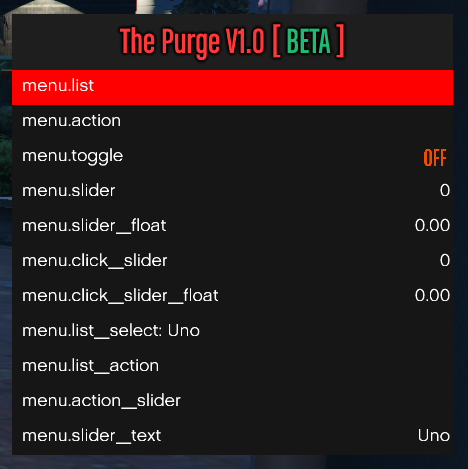 The Purge V1.0 [ BETA ]
menu.list
menu.action
menu.toggle OFF
menu.slider 0
menu.slider__float 0.00
menu.click__slider 0
menu.click__slider__float 0.00
menu.list__select: Uno
menu.list__action
menu.action__slider
menu.slider__text Uno